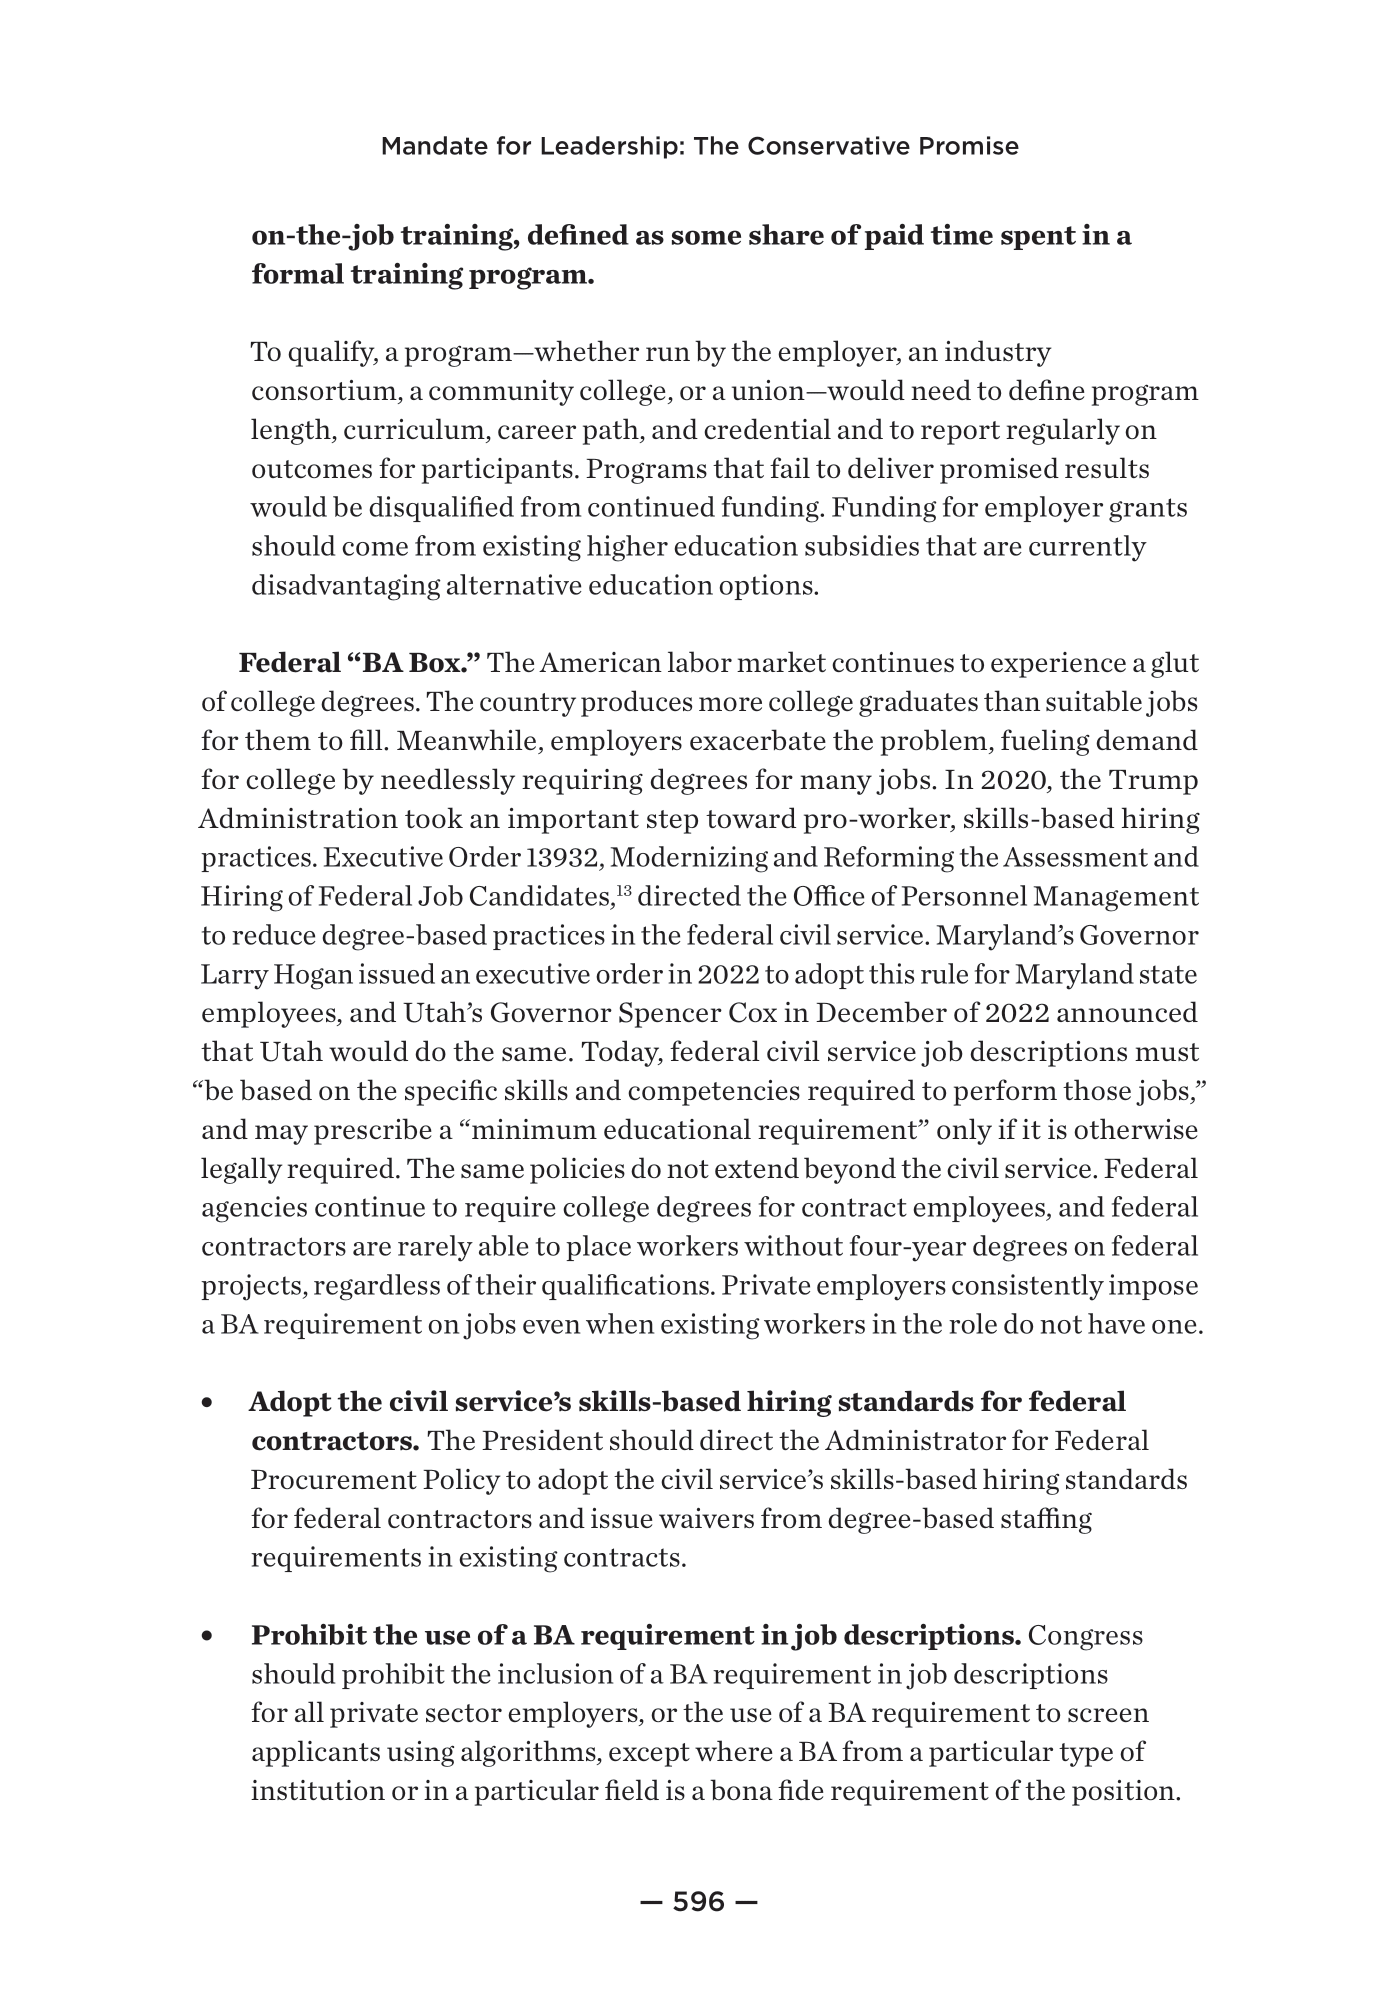 Mandate for Leadership: The Conservative Promise
on-the-job training, defined as some share of paid time spent in a
formal training program.
To qualify, a program—whether run by the employer, an industry
consortium, a community college, or a union—would need to define program
length, curriculum, career path, and credential and to report regularly on
outcomes for participants. Programs that fail to deliver promised results
would be disqualified from continued funding. Funding for employer grants
should come from existing higher education subsidies that are currently
disadvantaging alternative education options.
Federal “BA Box.” The American labor market continues to experience a glut
of college degrees. The country produces more college graduates than suitable jobs
for them to fill. Meanwhile, employers exacerbate the problem, fueling demand
for college by needlessly requiring degrees for many jobs. In 2020, the Trump
Administration took an important step toward pro-worker, skills-based hiring
practices. Executive Order 13932, Modernizing and Reforming the Assessment and
Hiring of Federal Job Candidates,13 directed the Office of Personnel Management
to reduce degree-based practices in the federal civil service. Maryland’s Governor
Larry Hogan issued an executive order in 2022 to adopt this rule for Maryland state
employees, and Utah’s Governor Spencer Cox in December of 2022 announced
that Utah would do the same. Today, federal civil service job descriptions must
“be based on the specific skills and competencies required to perform those jobs,”
and may prescribe a “minimum educational requirement” only if it is otherwise
legally required. The same policies do not extend beyond the civil service. Federal
agencies continue to require college degrees for contract employees, and federal
contractors are rarely able to place workers without four-year degrees on federal
projects, regardless of their qualifications. Private employers consistently impose
a BA requirement on jobs even when existing workers in the role do not have one.
• Adopt the civil service’s skills-based hiring standards for federal
contractors. The President should direct the Administrator for Federal
Procurement Policy to adopt the civil service’s skills-based hiring standards
for federal contractors and issue waivers from degree-based staffing
requirements in existing contracts.
• Prohibit the use of a BA requirement in job descriptions. Congress
should prohibit the inclusion of a BA requirement in job descriptions
for all private sector employers, or the use of a BA requirement to screen
applicants using algorithms, except where a BA from a particular type of
institution or in a particular field is a bona fide requirement of the position.
— 596 —